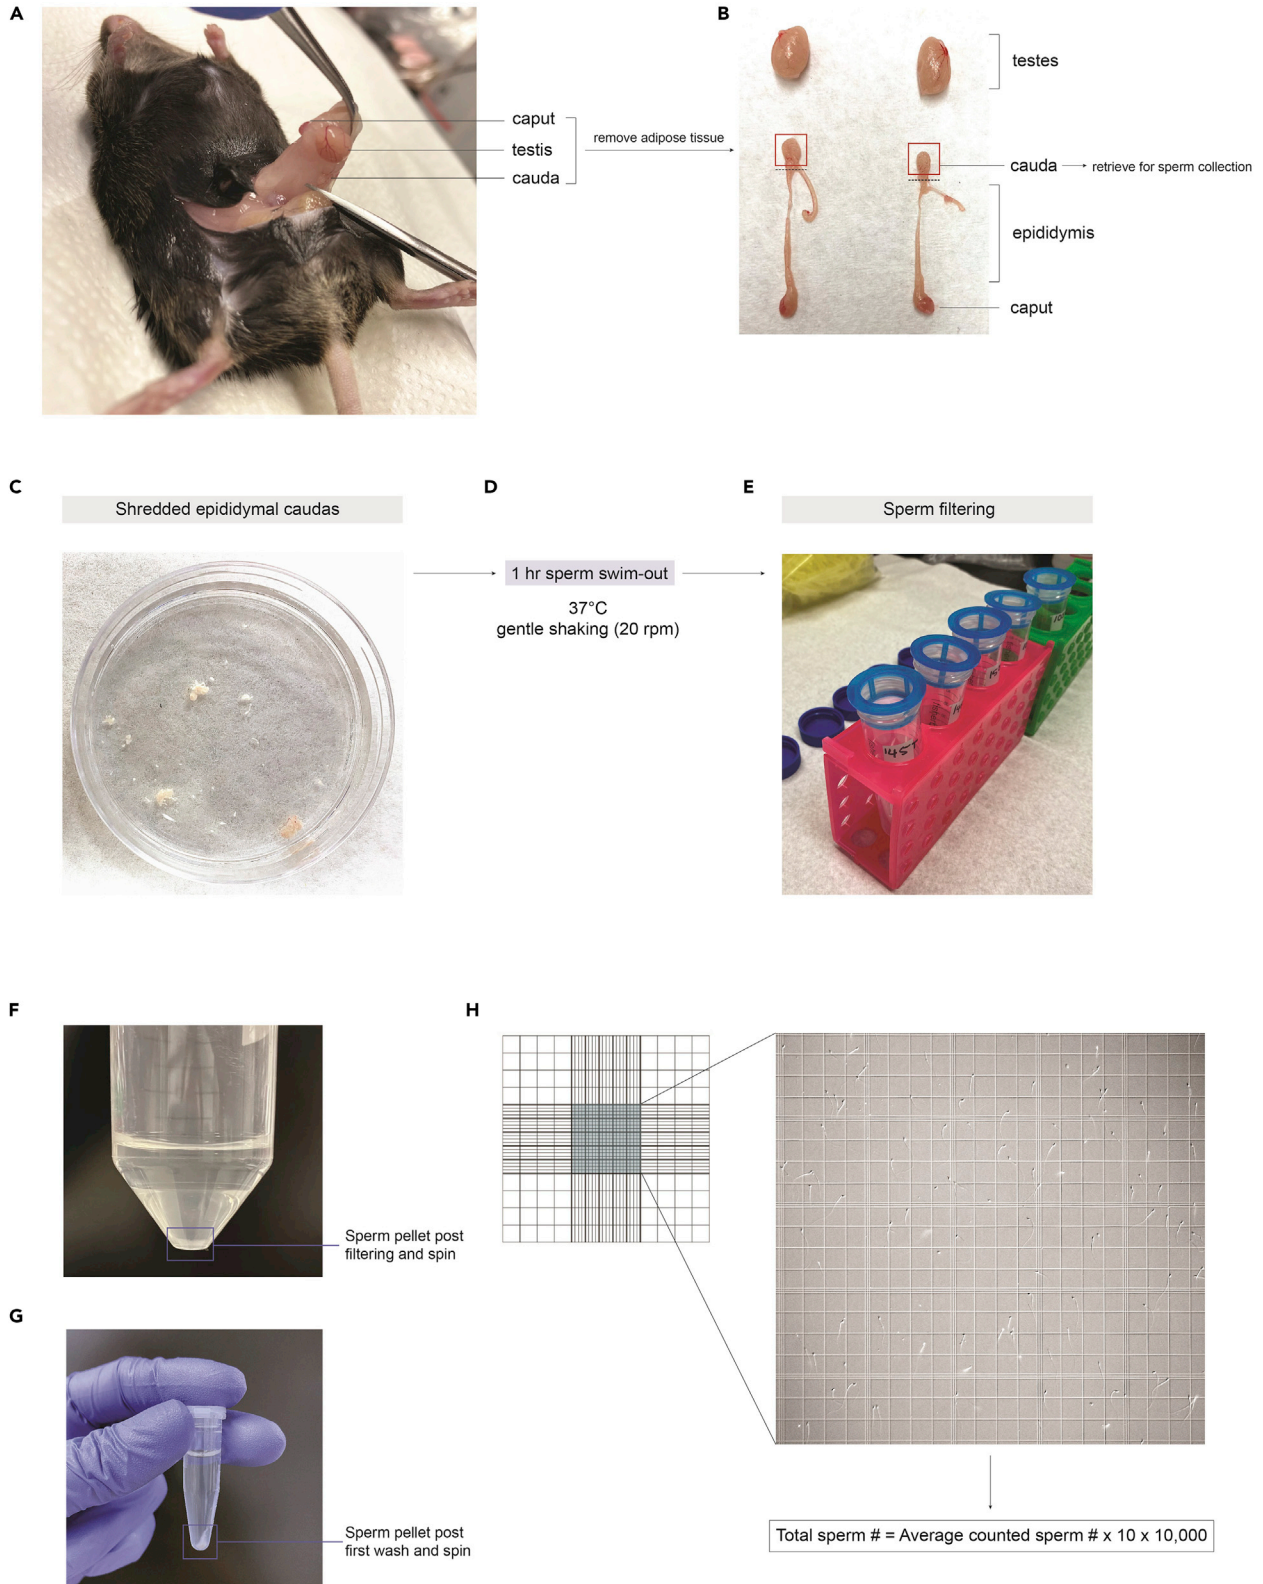 A
caput
testis
cauda
remove adipose tissue
B
testes
cauda
retrieve for sperm collection
epididymis
caput
C
Shredded epididymal caudas
D
1 hr sperm swim-out
37°C
gentle shaking (20 rpm)
E
Sperm filtering
145T
F
Sperm pellet post
filtering and spin
G
Sperm pellet post
first wash and spin
H
Total sperm # = Average counted sperm # x 10 x 10,000